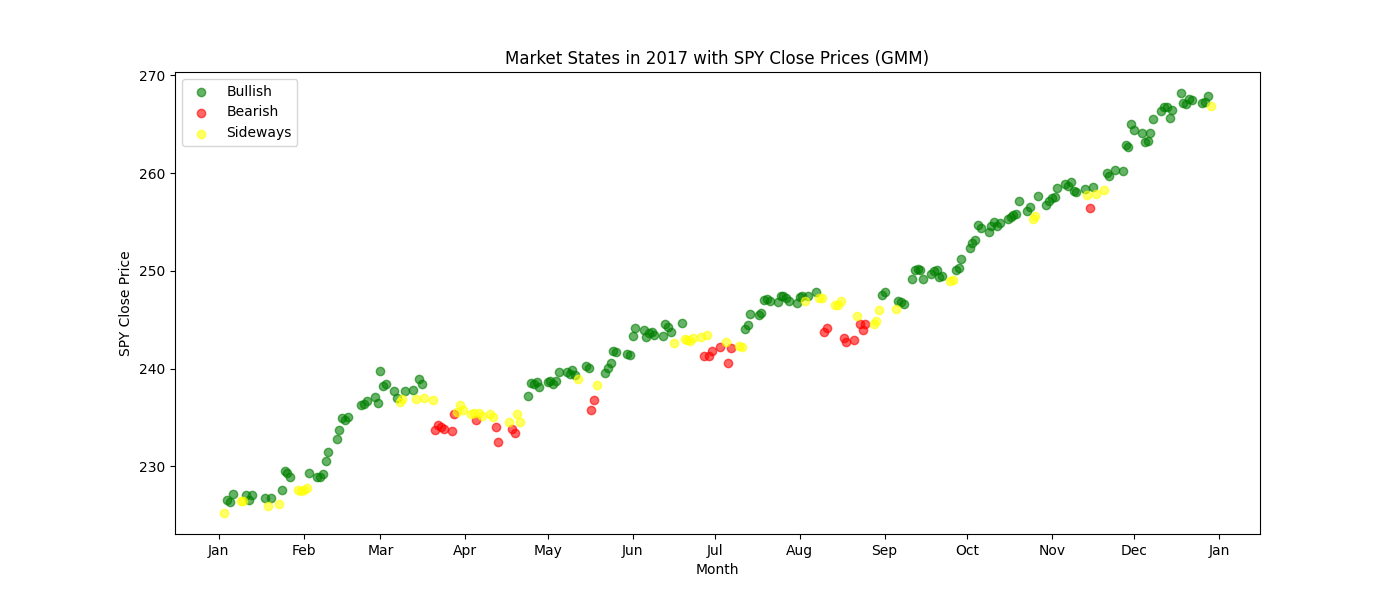 Market States in 2017 with SPY Close Prices (GMM)
Bullish
Bearish
Sideways
SPY Close Price
270
260
250
240
230
Jan Feb Mar Apr May Jun Jul Aug Sep Oct Nov Dec Jan
Month